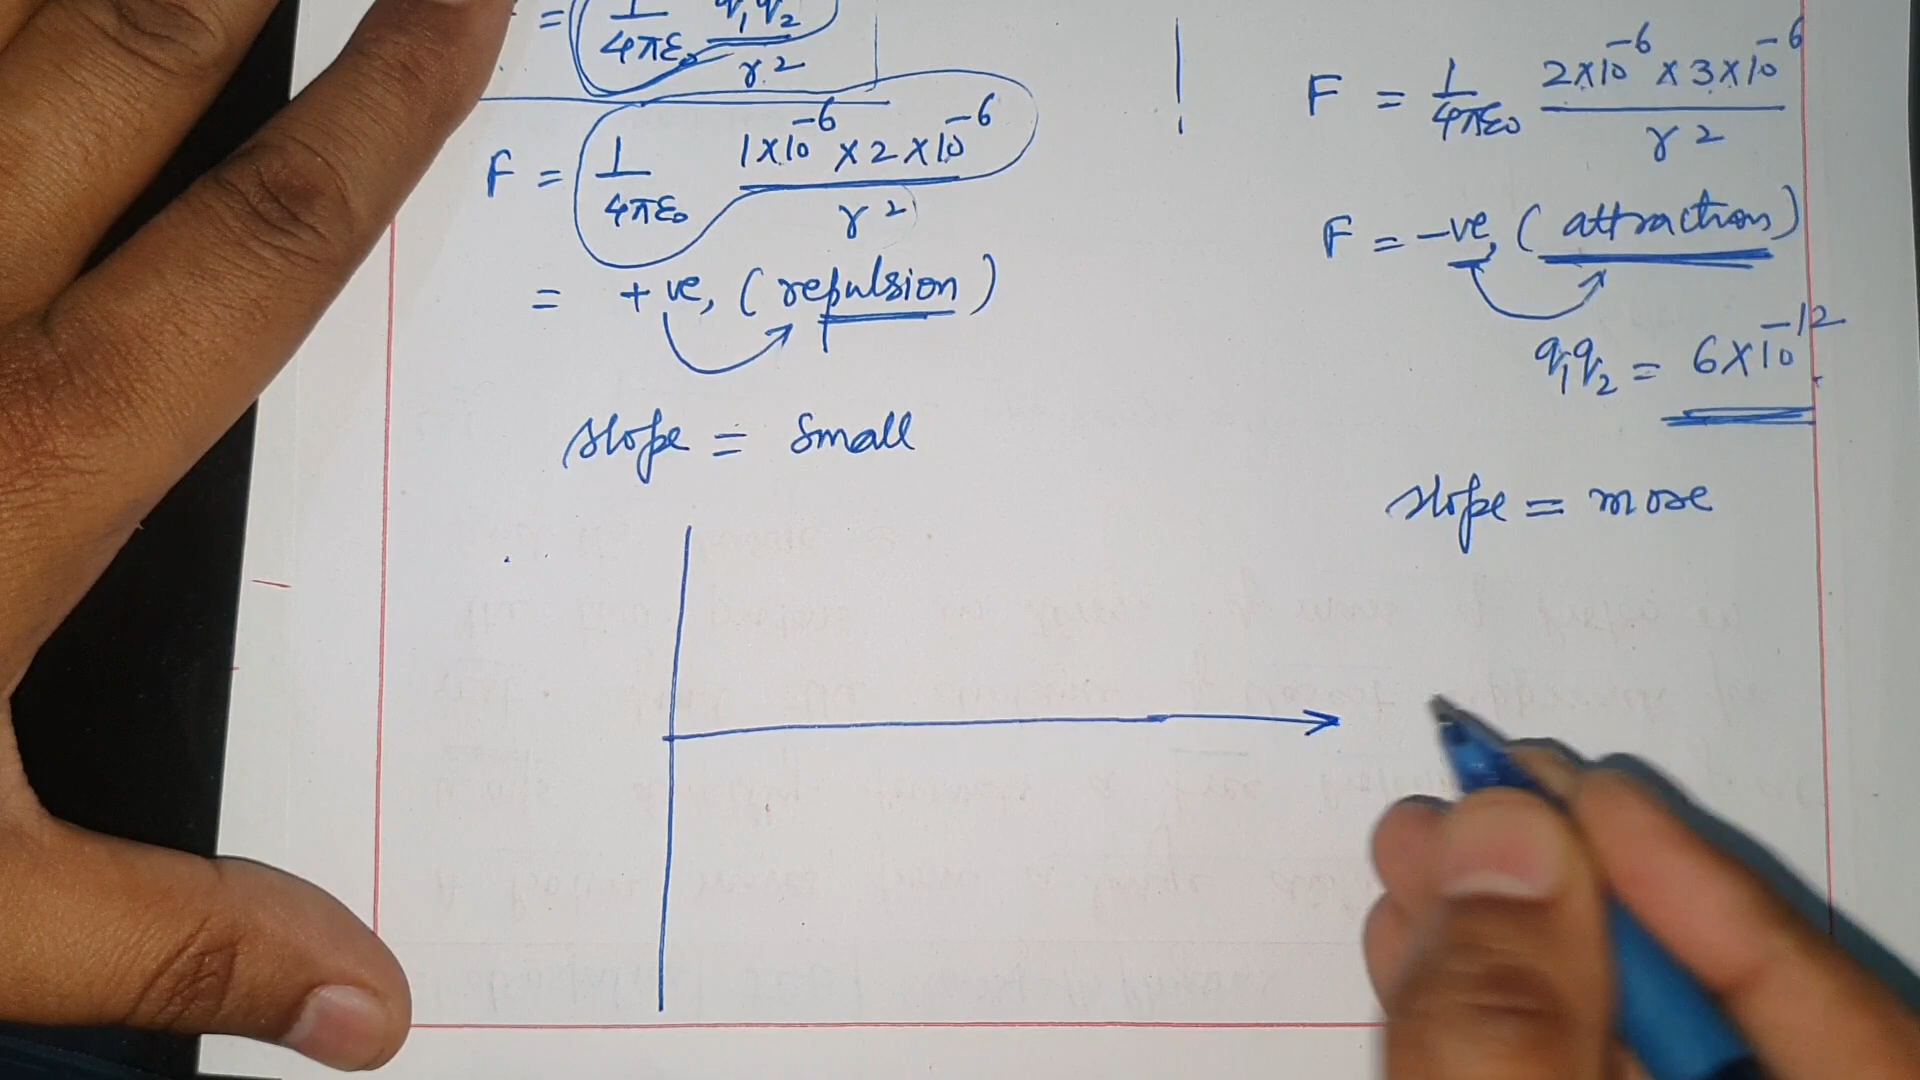 = 1/4πε₀ q₁q₂/r²
F = 1/4πε₀ 1×10⁻⁶ × 2×10⁻⁶/r²
= +ve, (repulsion)
slope = small
F = 1/4πε₀ 2×10⁻⁶ × 3×10⁻⁶/r²
F = -ve, (attraction)
q₁q₂ = 6×10⁻¹²
slope = more